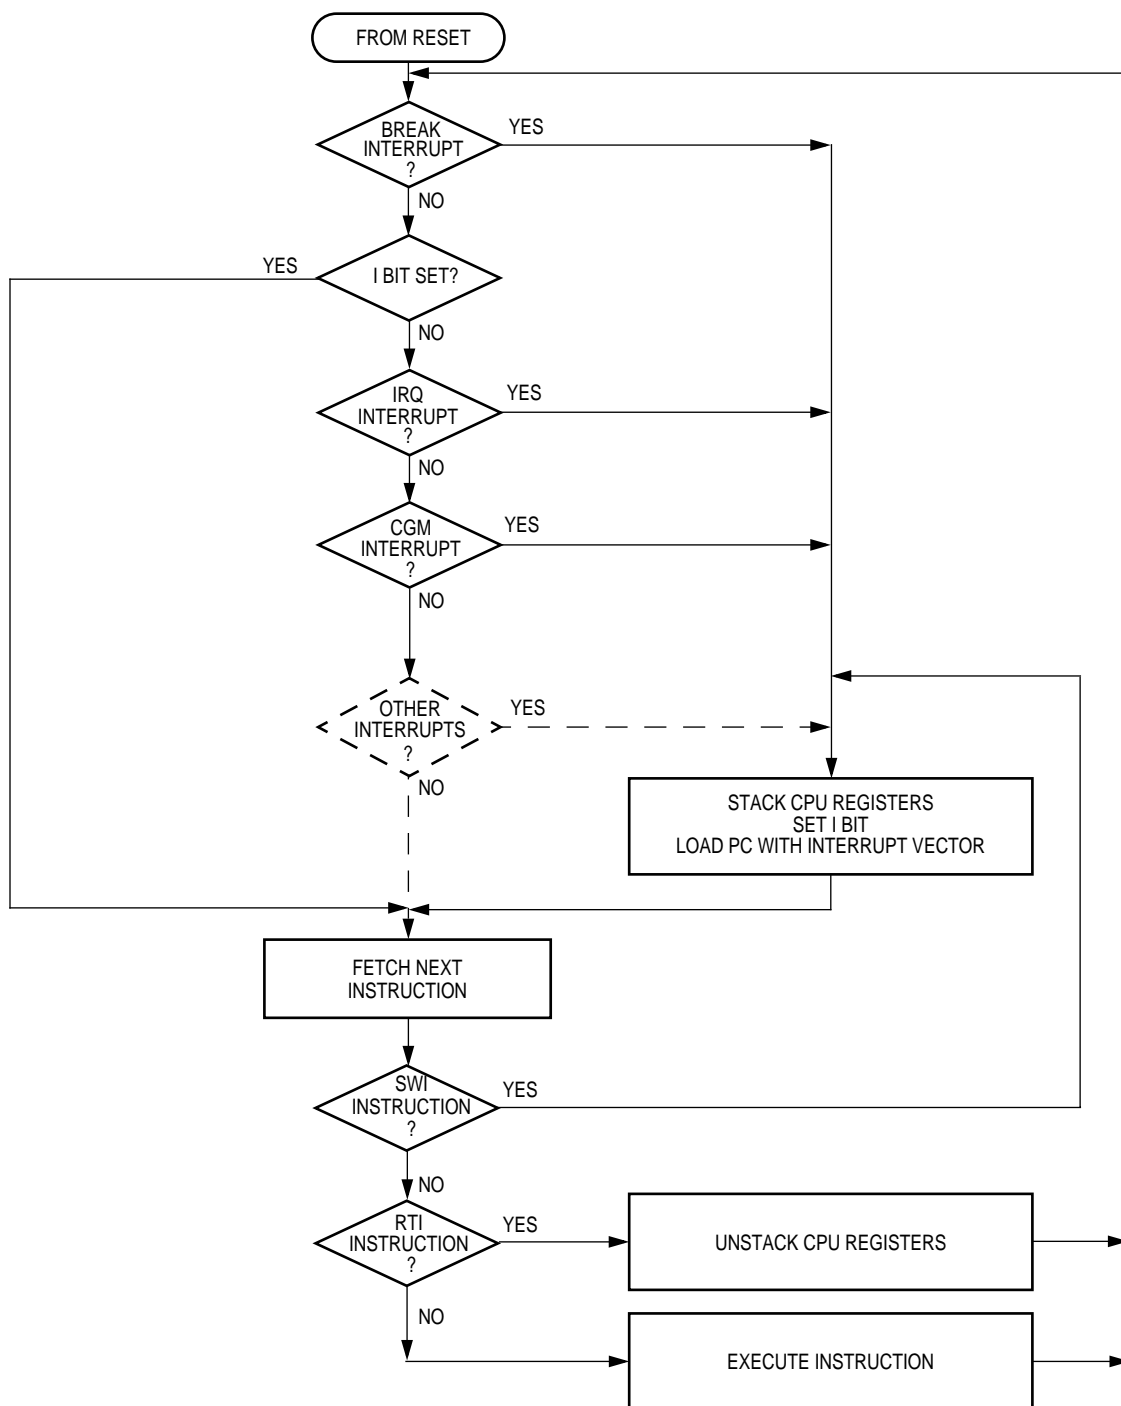 FROM RESET
BREAK
INTERRUPT
?
YES
NO
I BIT SET?
YES
NO
IRQ
INTERRUPT
?
YES
NO
CGM
INTERRUPT
?
YES
NO
OTHER
INTERRUPTS
?
YES
NO
STACK CPU REGISTERS
SET I BIT
LOAD PC WITH INTERRUPT VECTOR
FETCH NEXT
INSTRUCTION
SWI
INSTRUCTION
?
YES
NO
RTI
INSTRUCTION
?
YES
UNSTACK CPU REGISTERS
NO
EXECUTE INSTRUCTION